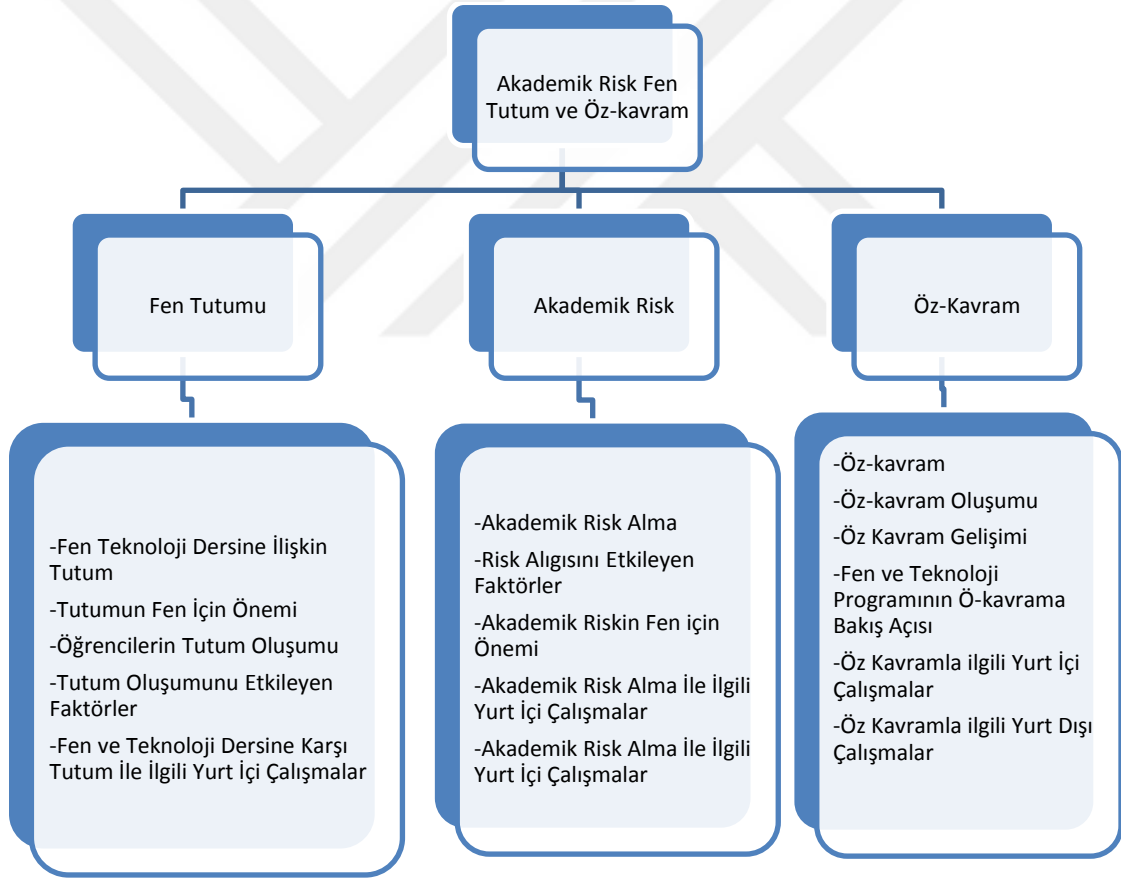 Akademik Risk Fen
Tutum ve Öz-kavram
Fen Tutumu
Akademik Risk
Öz-Kavram
-Fen Teknoloji Dersine İlişkin
Tutum
-Tutumun Fen İçin Önemi
-Öğrencilerin Tutum Oluşumu
-Tutum Oluşumunu Etkileyen
Faktörler
-Fen ve Teknoloji Dersine Karşı
Tutum İle İlgili Yurt İçi Çalışmalar
-Akademik Risk Alma
-Risk Alıgısını Etkileyen
Faktörler
-Akademik Riskin Fen için
Önemi
-Akademik Risk Alma İle İlgili
Yurt İçi Çalışmalar
-Akademik Risk Alma İle İlgili
Yurt İçi Çalışmalar
-Öz-kavram
-Öz-kavram Oluşumu
-Öz Kavram Gelişimi
-Fen ve Teknoloji
Programının Ö-kavrama
Bakış Açısı
-Öz Kavramla ilgili Yurt İçi
Çalışmalar
-Öz Kavramla ilgili Yurt Dışı
Çalışmalar